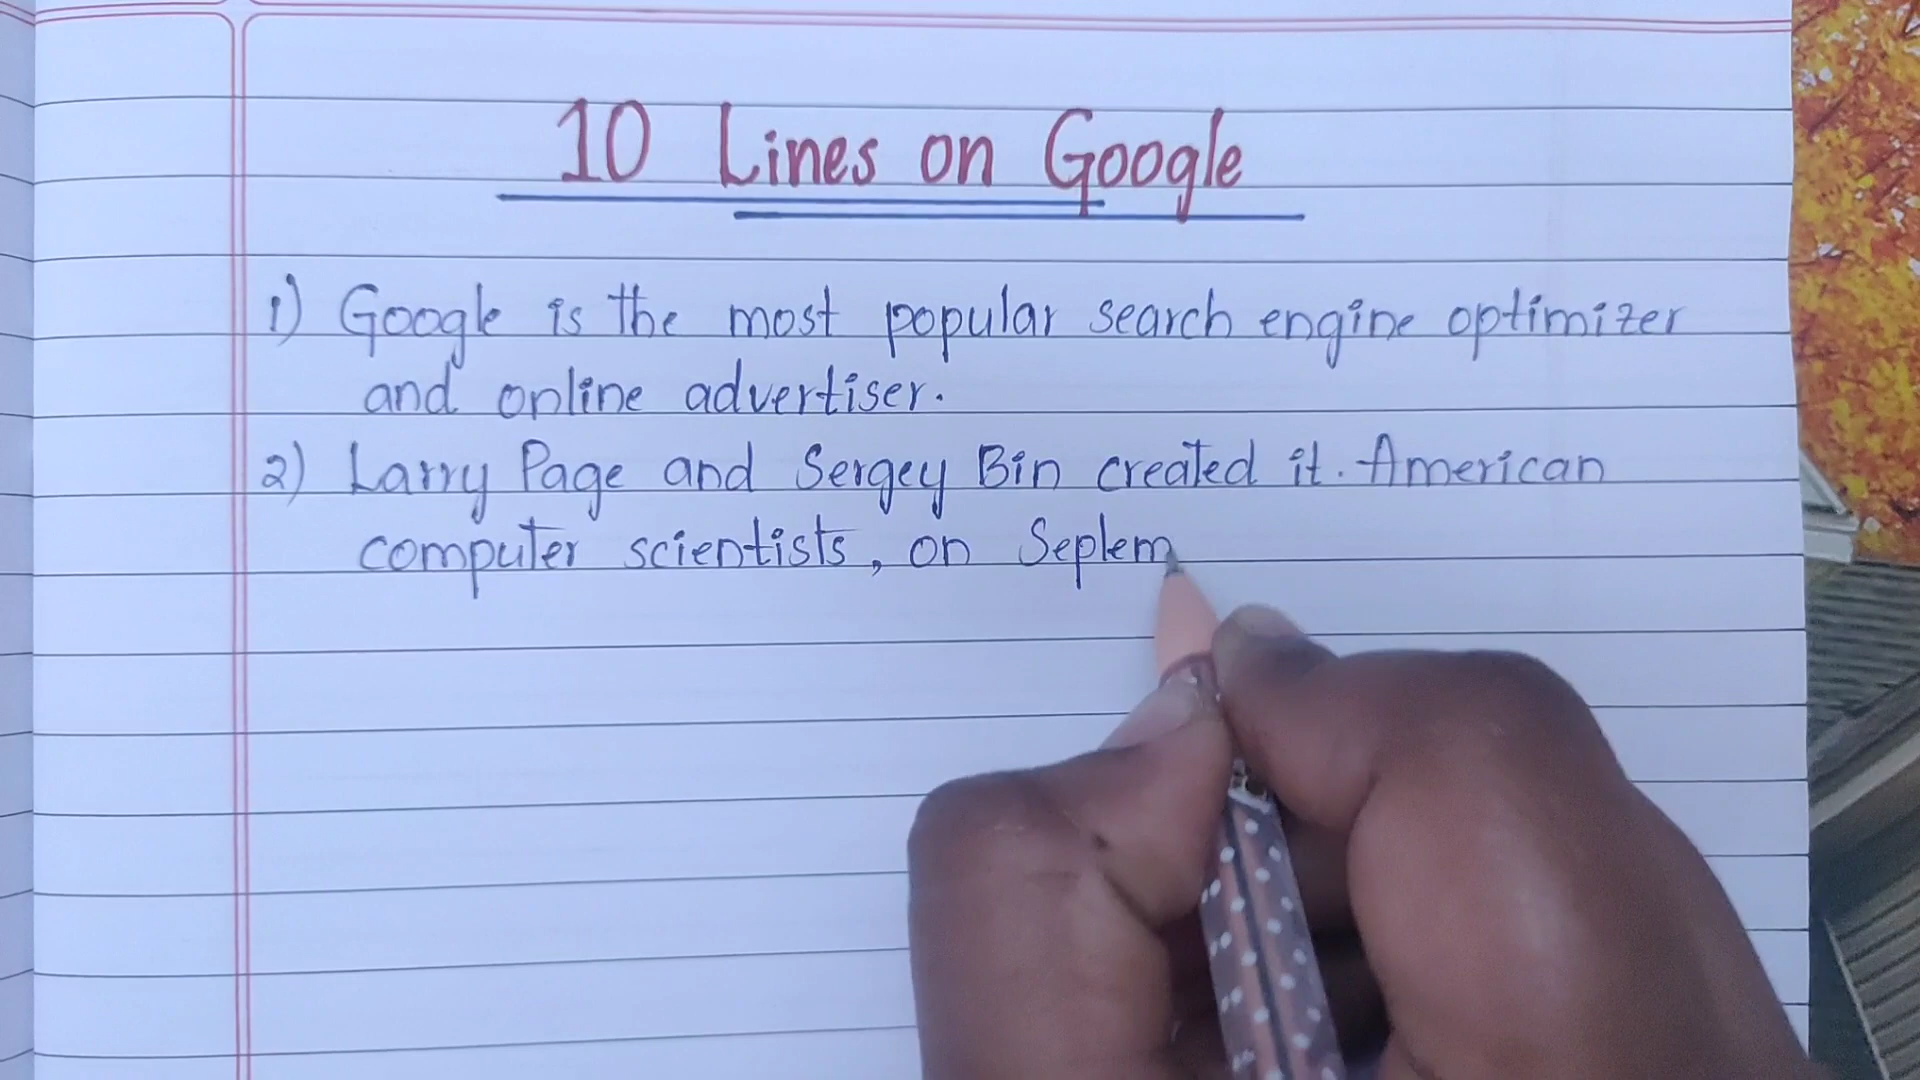 10 Lines on Google
1) Google is the most popular search engine optimizer
and online advertiser.
2) Larry Page and Sergey Bin created it. American
computer scientists, on Septem